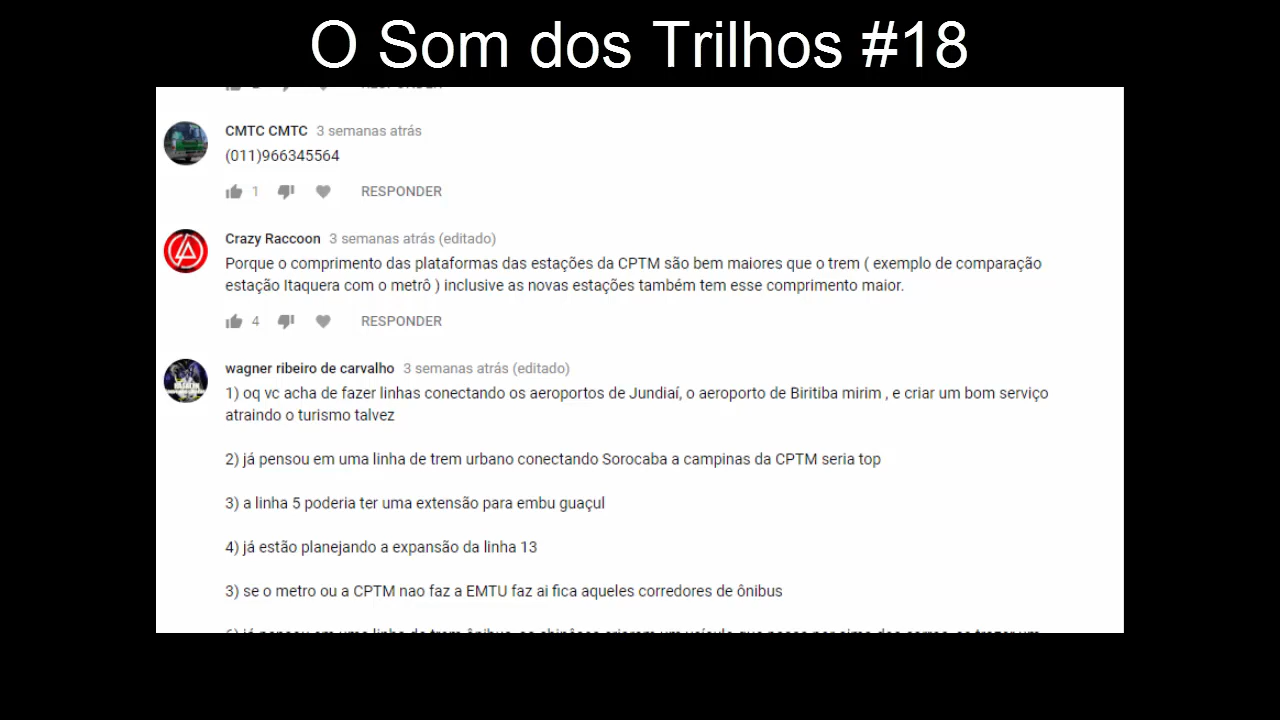 O Som dos Trilhos #18
RESPONDER
CMTC CMTC 3 semanas atrás
(011)966345564
1 RESPONDER
Crazy Raccoon 3 semanas atrás (editado)
Porque o comprimento das plataformas das estações da CPTM são bem maiores que o trem ( exemplo de comparação
estação Itaquera com o metrô ) inclusive as novas estações também tem esse comprimento maior.
4 RESPONDER
wagner ribeiro de carvalho 3 semanas atrás (editado)
1) oq vc acha de fazer linhas conectando os aeroportos de Jundiaí, o aeroporto de Biritiba mirim , e criar um bom serviço
atraindo o turismo talvez
2) já pensou em uma linha de trem urbano conectando Sorocaba a campinas da CPTM seria top
3) a linha 5 poderia ter uma extensão para embu guaçul
4) já estão planejando a expansão da linha 13
3) se o metro ou a CPTM nao faz a EMTU faz ai fica aqueles corredores de ônibus